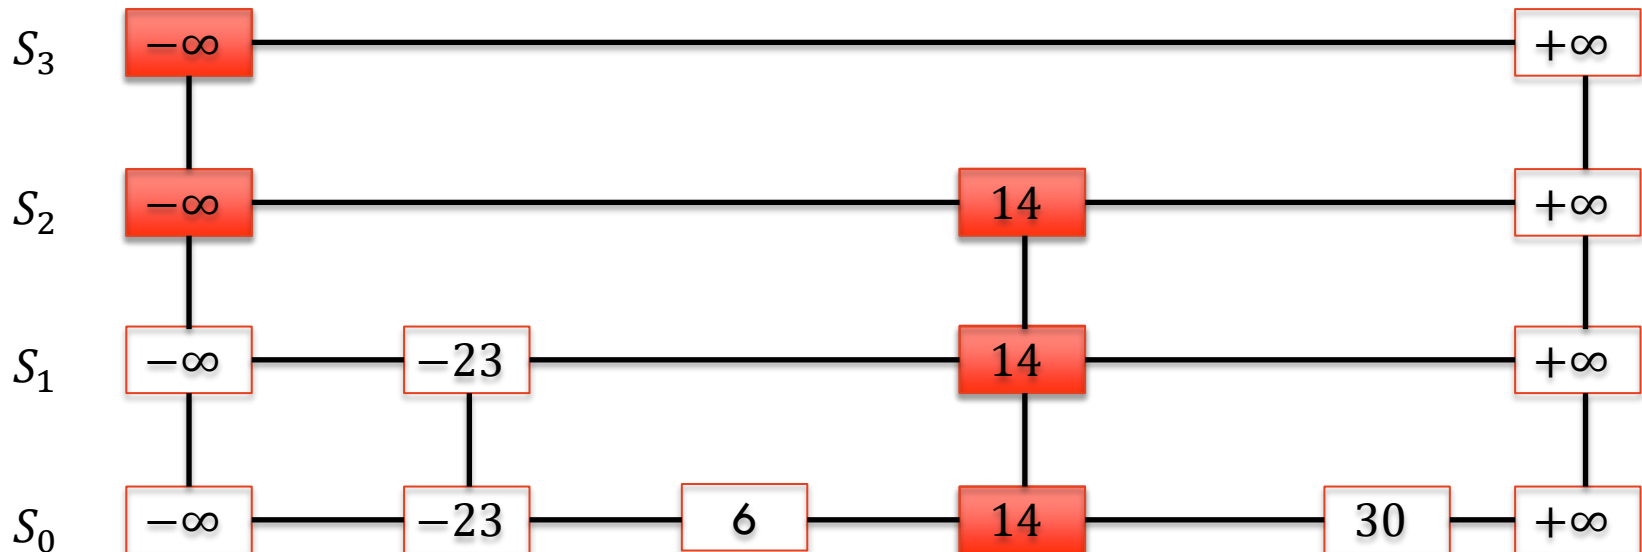 S₃ −∞ +∞
S₂ −∞ 14 +∞
S₁ −∞ −23 14 +∞
S₀ −∞ −23 6 14 30 +∞